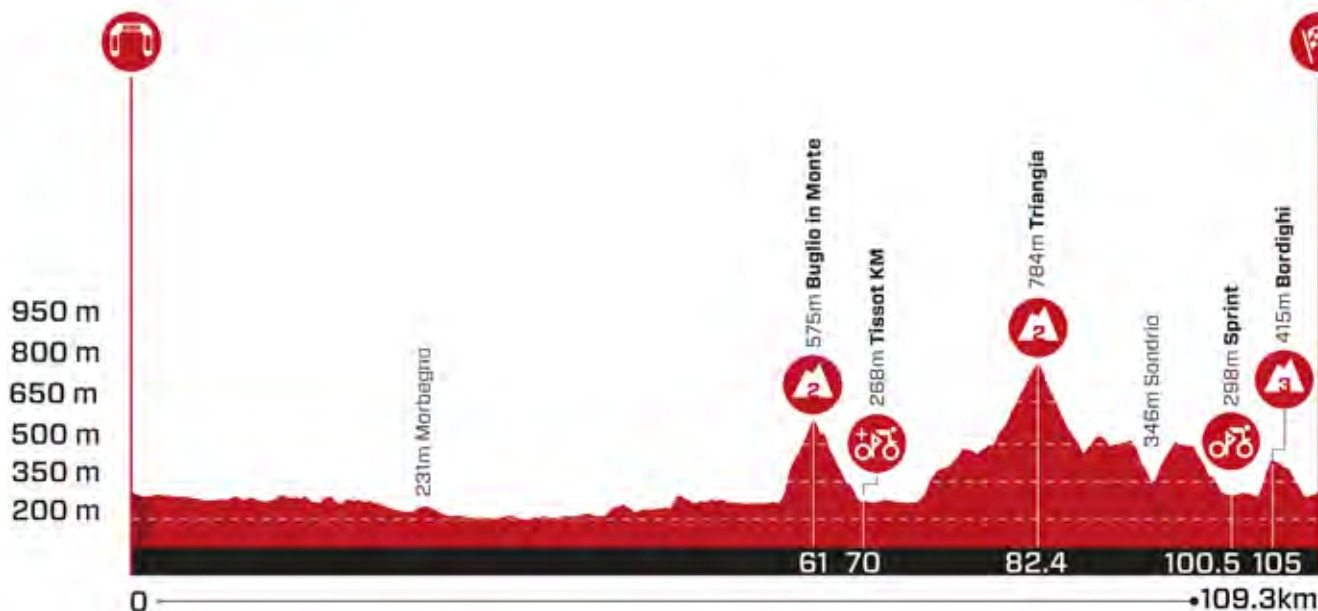 575m Buglio in Monte
268m Tissot KM
784m Triangia
346m Sondrio
298m Sprint
415m Bordighi
231m Morbegno
2
2
3
950 m
800 m
650 m
500 m
350 m
200 m
61 70 82.4 100.5 105
0 109.3km